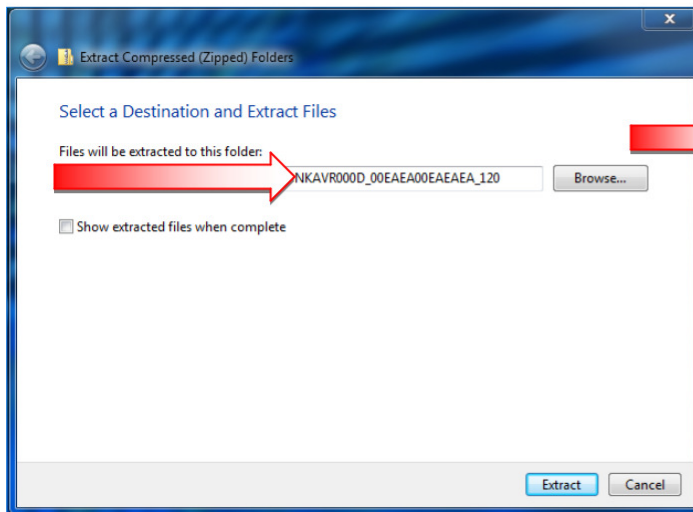 Extract Compressed (Zipped) Folders
Select a Destination and Extract Files
Files will be extracted to this folder:
NKAVR000D_00EAEA00EAEAEA_120 Browse...
Show extracted files when complete
Extract Cancel